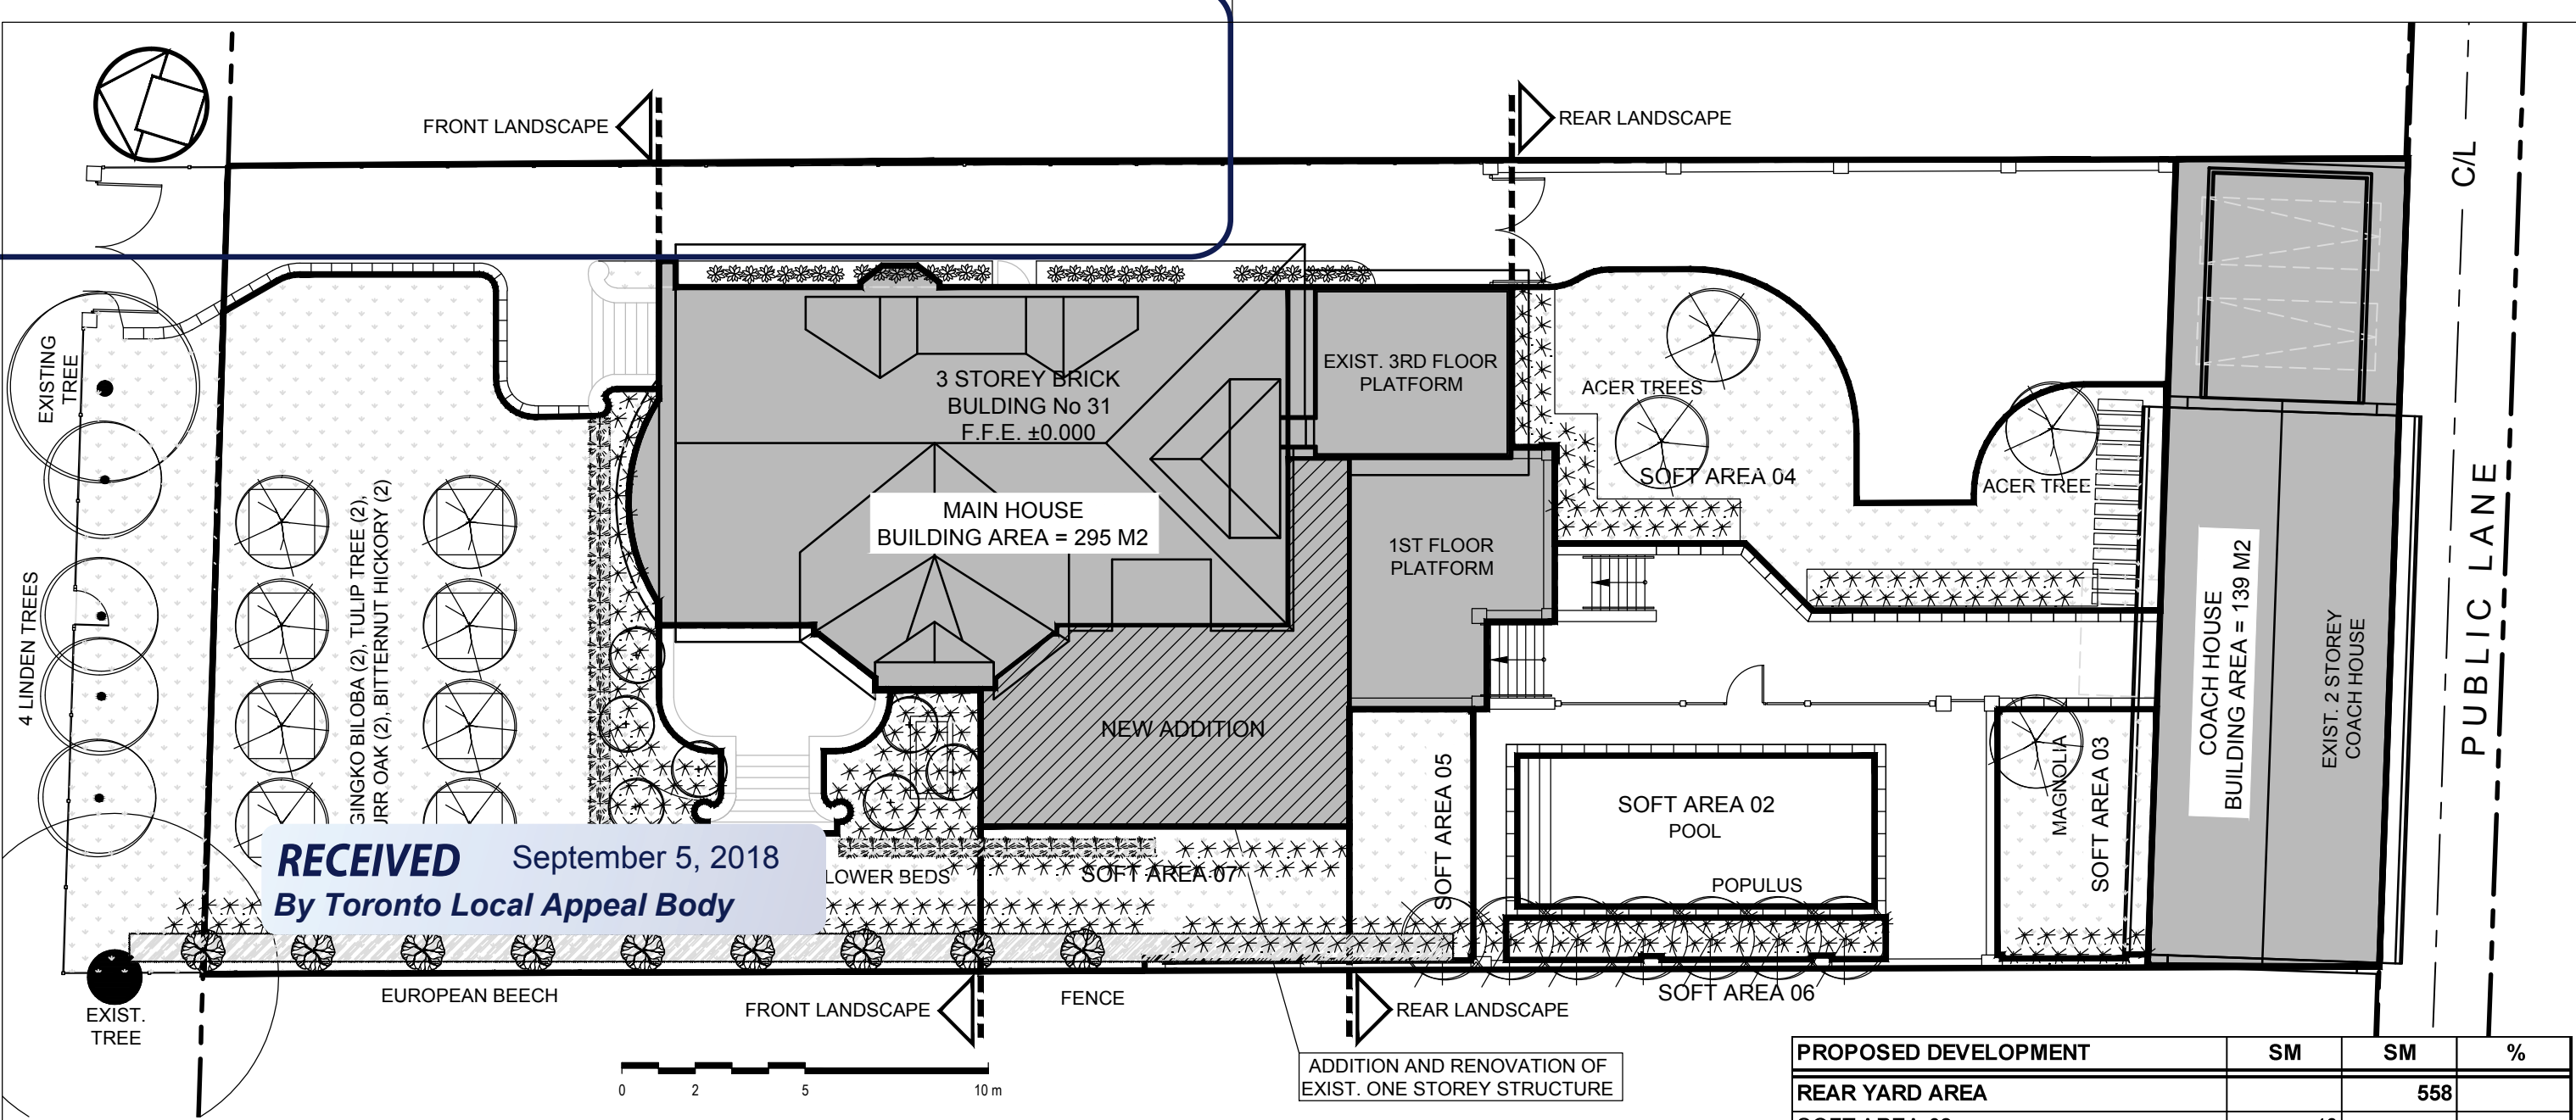 FRONT LANDSCAPE
REAR LANDSCAPE
C/L
EXISTING
TREE
3 STOREY BRICK
BULDING No 31
F.F.E. ±0.000
EXIST. 3RD FLOOR
PLATFORM
ACER TREES
SOFT AREA 04
ACER TREE
MAIN HOUSE
BUILDING AREA = 295 M2
1ST FLOOR
PLATFORM
4 LINDEN TREES
GINGKO BILOBA (2), TULIP TREE (2),
URR OAK (2), BITTERNUT HICKORY (2)
NEW ADDITION
COACH HOUSE
BUILDING AREA = 139 M2
EXIST. 2 STOREY
COACH HOUSE
PUBLIC LANE
SOFT AREA 05
SOFT AREA 02
POOL
POPULUS
MAGNOLIA
SOFT AREA 03
RECEIVED September 5, 2018
By Toronto Local Appeal Body
LOWER BEDS
SOFT AREA 07
EXIST.
TREE
EUROPEAN BEECH
FRONT LANDSCAPE
FENCE
REAR LANDSCAPE
SOFT AREA 06
0 2 5 10 m
ADDITION AND RENOVATION OF
EXIST. ONE STOREY STRUCTURE
PROPOSED DEVELOPMENT SM SM %
REAR YARD AREA 558